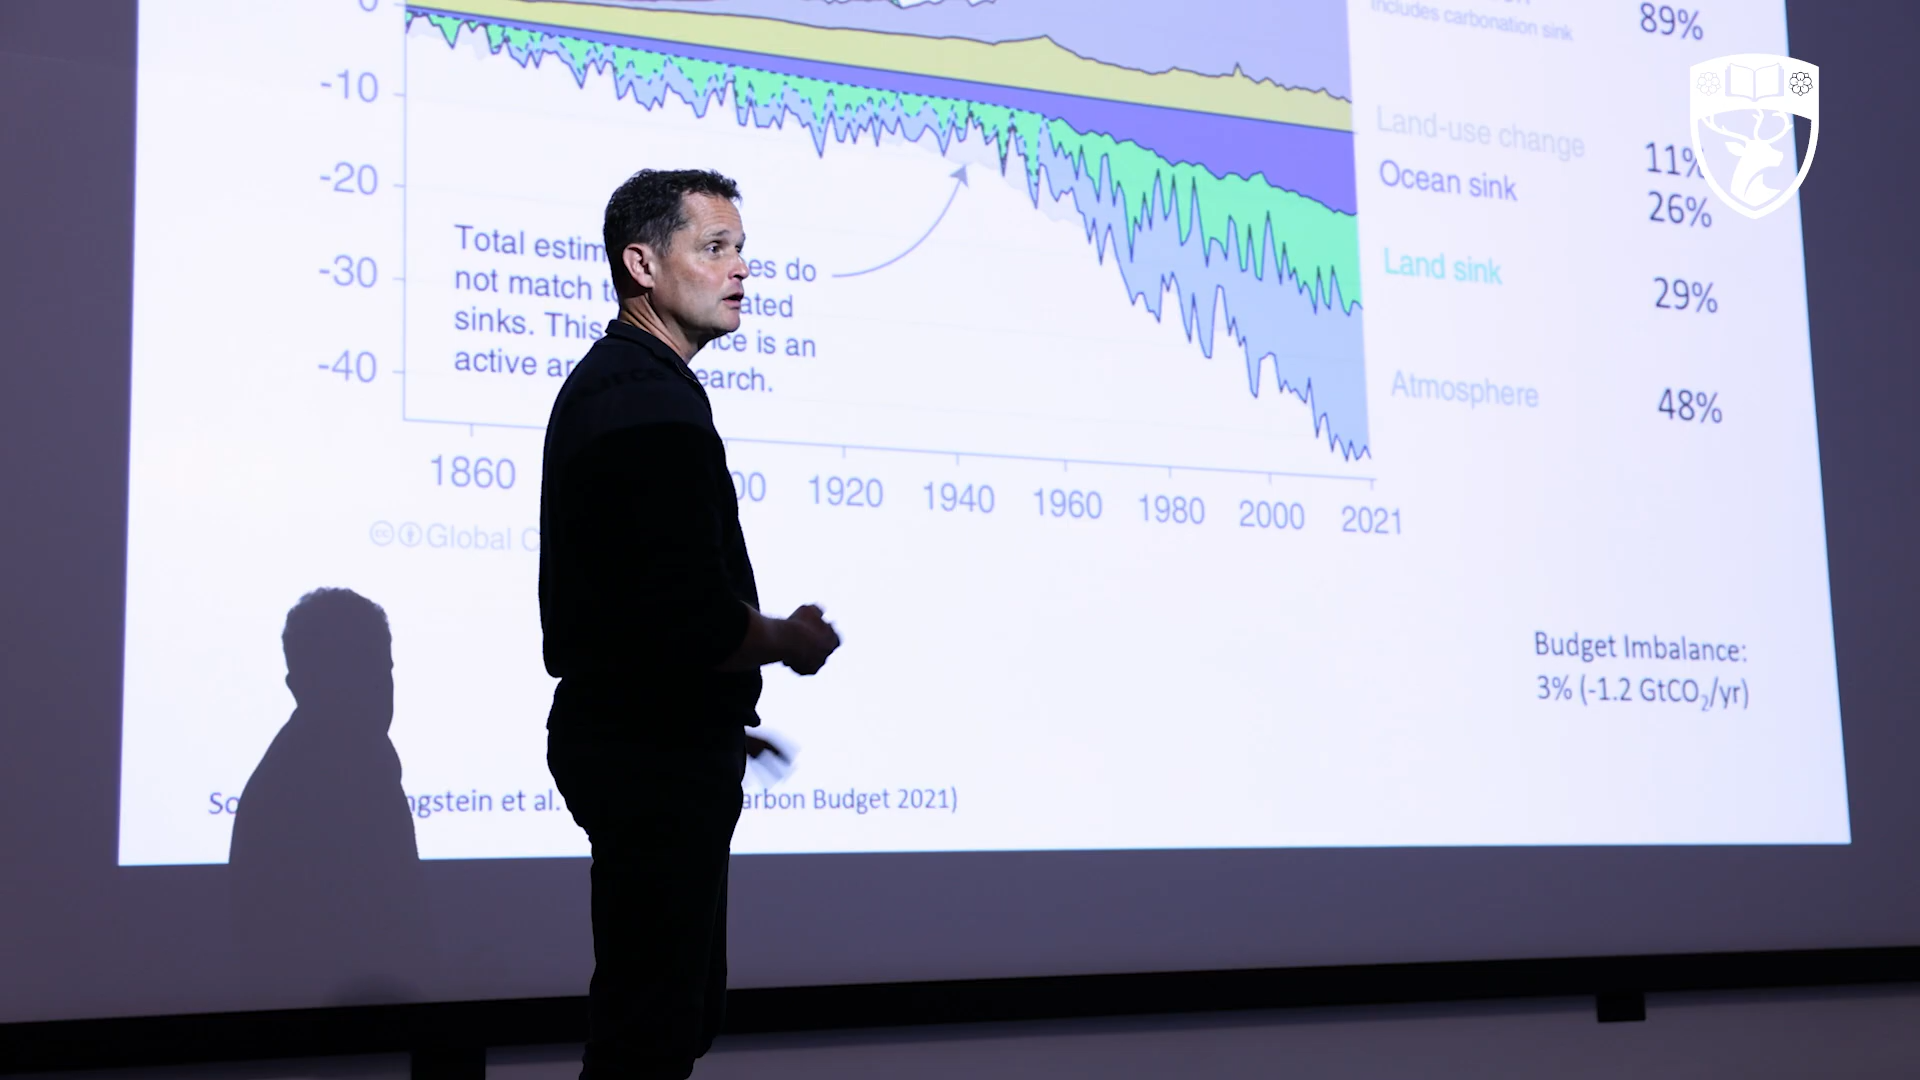 0
-10
-20
-30
-40
Total estim es do
not match t ated
sinks. This ce is an
active ar earch.
1860 00 1920 1940 1960 1980 2000 2021
Global C
Includes carbonation sink
89%
Land-use change 11%
Ocean sink 26%
Land sink 29%
Atmosphere 48%
Budget Imbalance:
3% (-1.2 GtCO₂/yr)
So ngstein et al. arbon Budget 2021)